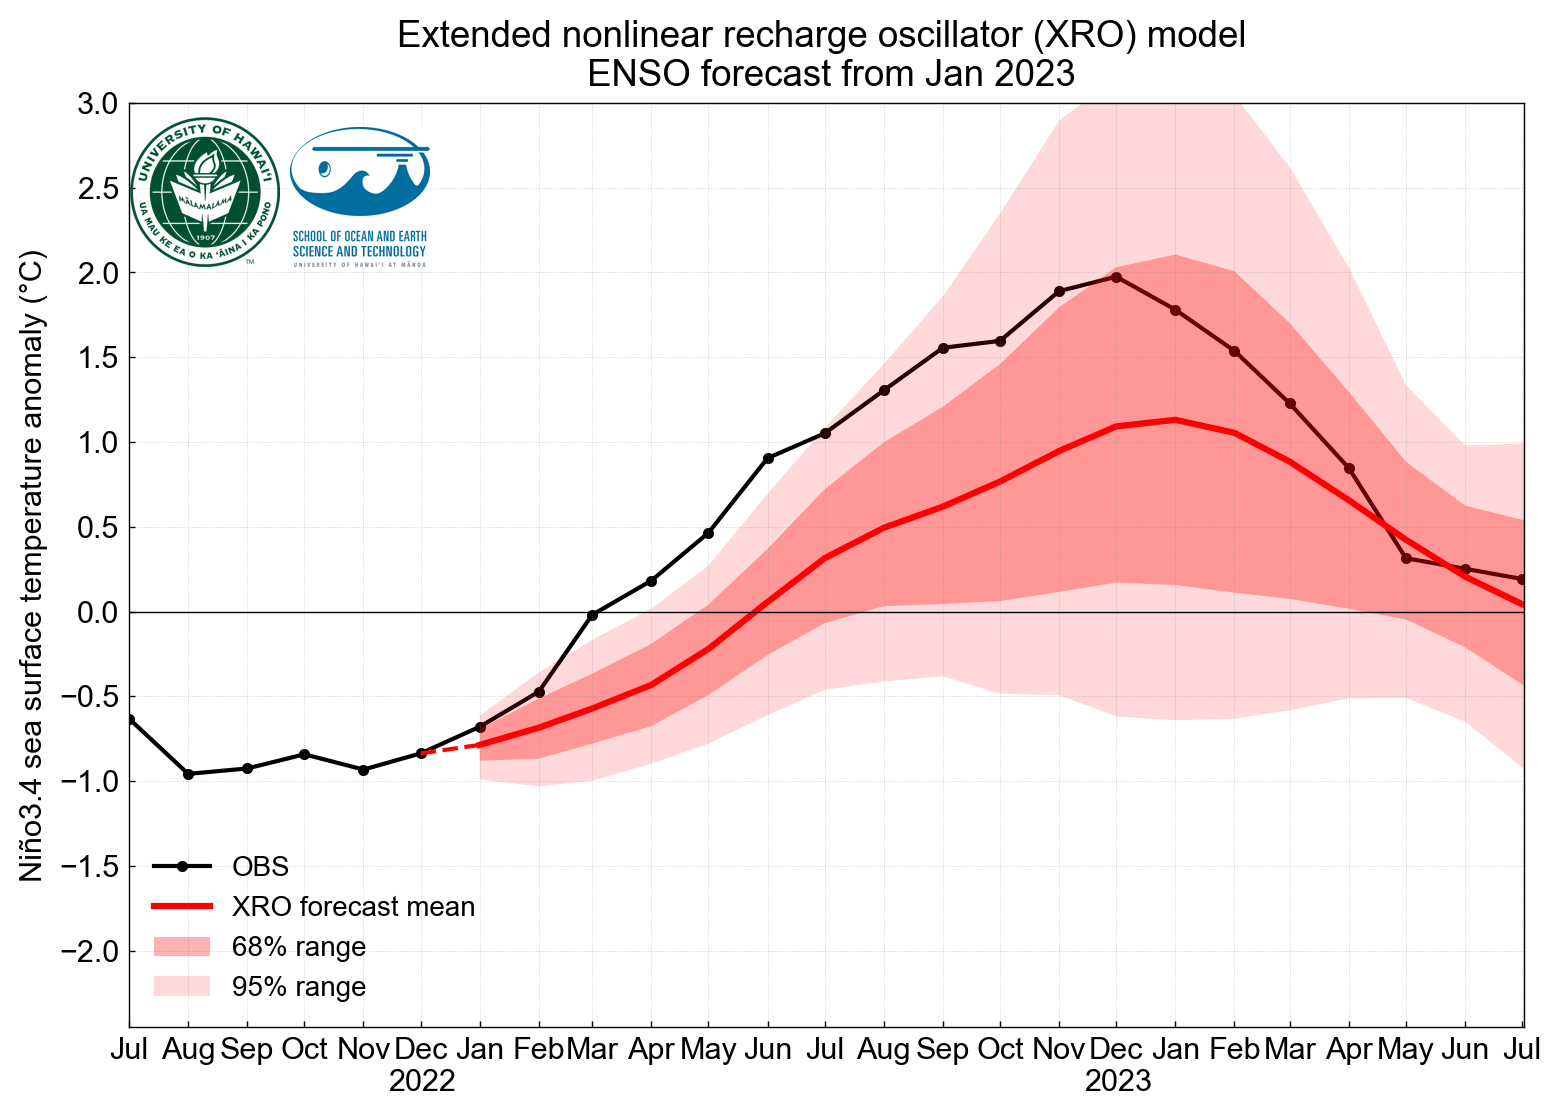 Extended nonlinear recharge oscillator (XRO) model
ENSO forecast from Jan 2023
Niño3.4 sea surface temperature anomaly (°C)
3.0
2.5
2.0
1.5
1.0
0.5
0.0
−0.5
−1.0
−1.5
−2.0
UNIVERSITY OF HAWAI‘I
MĀLAMALAMA
1907
UA MAU KE EA O KA ‘ĀINA I KA PONO
TM
SCHOOL OF OCEAN AND EARTH
SCIENCE AND TECHNOLOGY
UNIVERSITY OF HAWAI‘I AT MĀNOA
OBS
XRO forecast mean
68% range
95% range
Jul Aug Sep Oct Nov Dec Jan Feb Mar Apr May Jun Jul Aug Sep Oct Nov Dec Jan Feb Mar Apr May Jun Jul
2022 2023